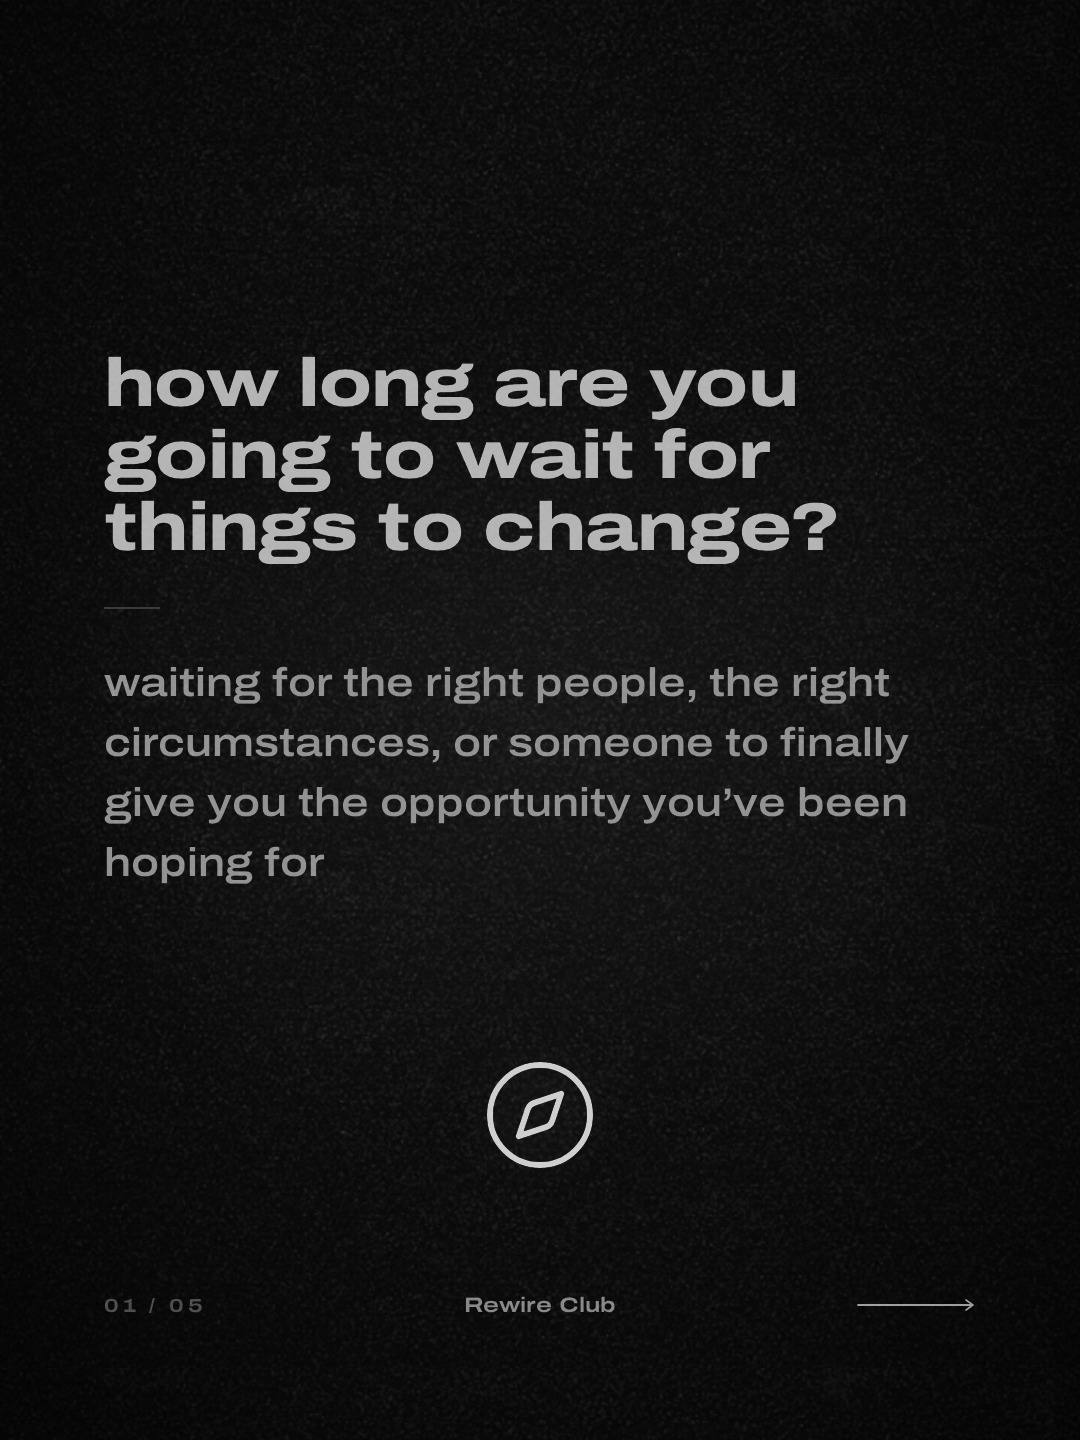 how long are you
going to wait for
things to change?
waiting for the right people, the right
circumstances, or someone to finally
give you the opportunity you’ve been
hoping for
01 / 05
Rewire Club